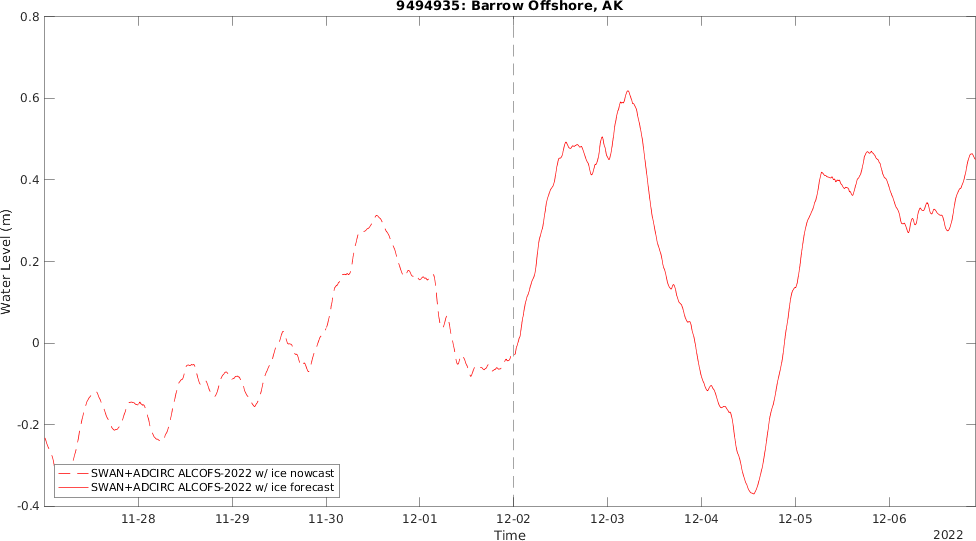 9494935: Barrow Offshore, AK
0.8
0.6
0.4
0.2
0
-0.2
-0.4
Water Level (m)
SWAN+ADCIRC ALCOFS-2022 w/ ice nowcast
SWAN+ADCIRC ALCOFS-2022 w/ ice forecast
11-28 11-29 11-30 12-01 12-02 12-03 12-04 12-05 12-06
Time
2022